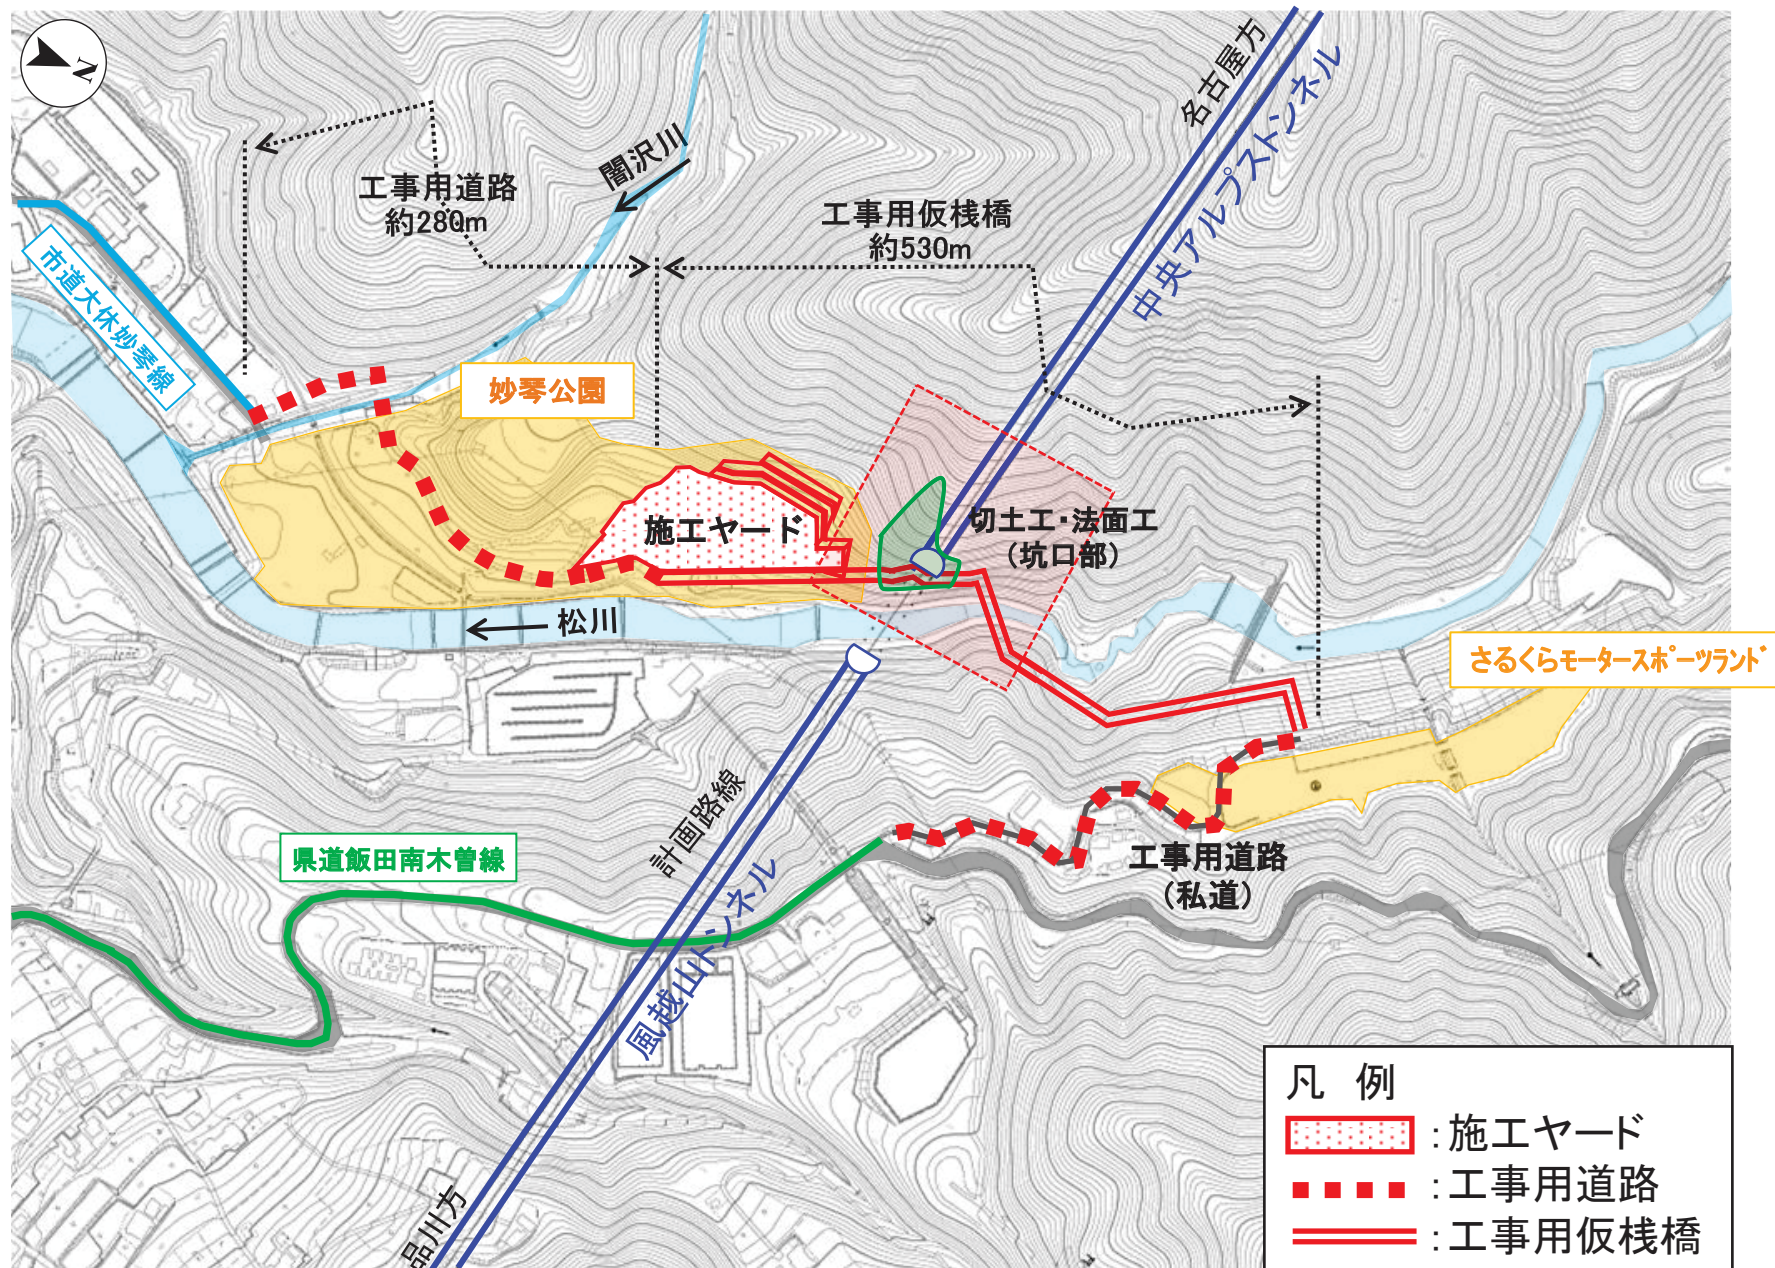 N
名古屋方
中央アルプストンネル
闇沢川
工事用道路
約280m
工事用仮桟橋
約530m
市道大休妙琴線
妙琴公園
施工ヤード
切土工・法面工
(坑口部)
松川
さるくらモータースポーツランド
計画路線
風越山トンネル
県道飯田南木曽線
工事用道路
(私道)
品川方
凡 例
:施工ヤード
:工事用道路
:工事用仮桟橋